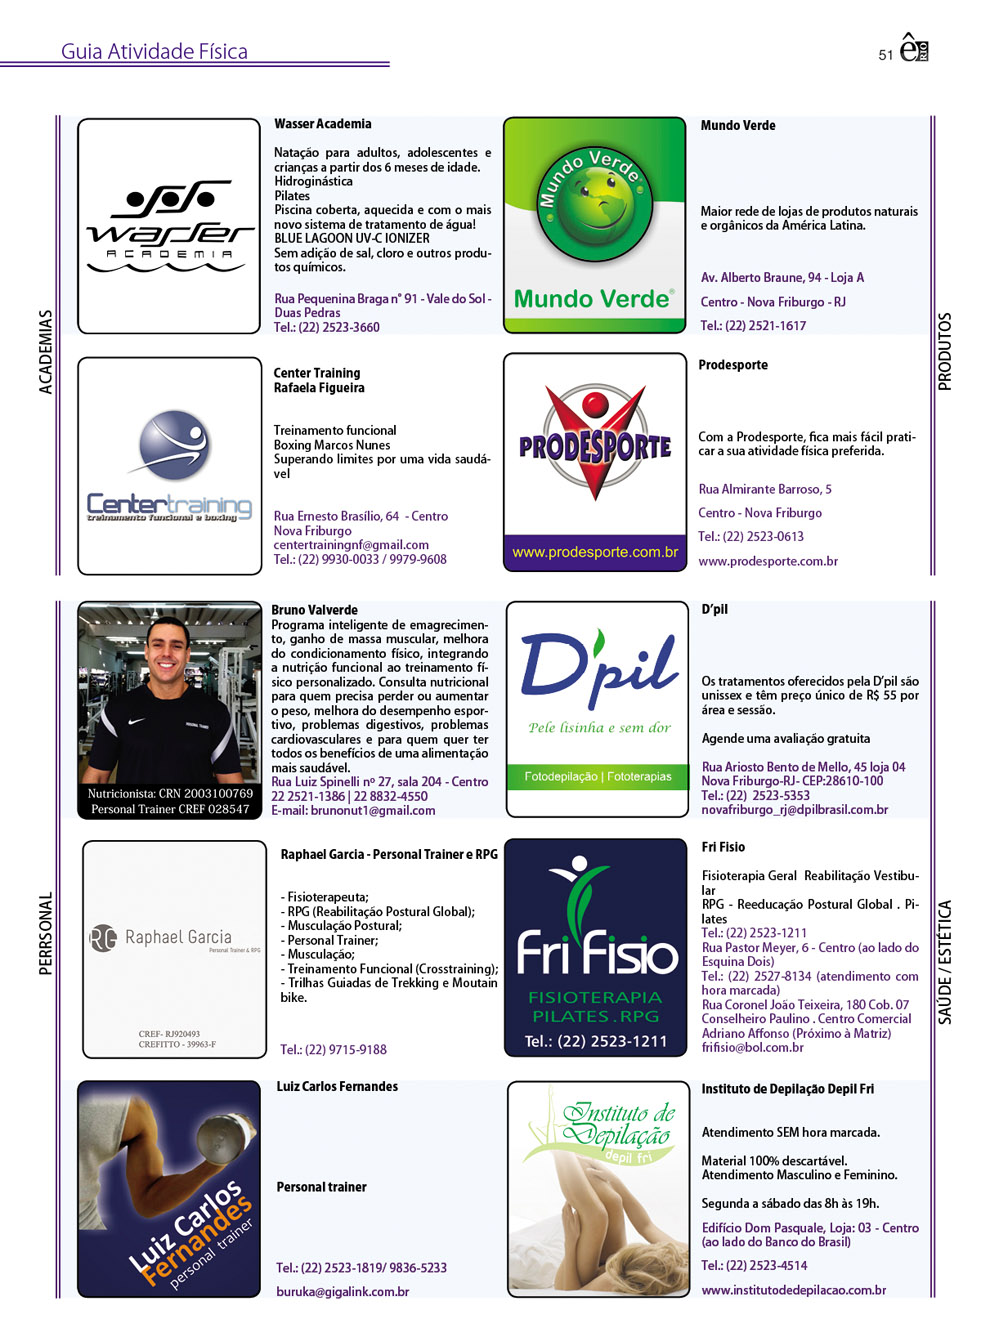 Guia Atividade Física
51 ê RIO
ACADEMIAS
Wasser
ACADEMIA
Wasser Academia
Natação para adultos, adolescentes e
crianças a partir dos 6 meses de idade.
Hidroginástica
Pilates
Piscina coberta, aquecida e com o mais
novo sistema de tratamento de água!
BLUE LAGOON UV-C IONIZER
Sem adição de sal, cloro e outros produ-
tos químicos.
Rua Pequenina Braga n° 91 - Vale do Sol -
Duas Pedras
Tel.: (22) 2523-3660
Centertraining
treinamento funcional e boxing
Center Training
Rafaela Figueira
Treinamento funcional
Boxing Marcos Nunes
Superando limites por uma vida saudá-
vel
Rua Ernesto Brasílio, 64 - Centro
Nova Friburgo
centertrainingnf@gmail.com
Tel.: (22) 9930-0033 / 9979-9608
PRODUTOS
Mundo Verde
Mundo Verde®
Mundo Verde
Maior rede de lojas de produtos naturais
e orgânicos da América Latina.
Av. Alberto Braune, 94 - Loja A
Centro - Nova Friburgo - RJ
Tel.: (22) 2521-1617
PRODESPORTE
www.prodesporte.com.br
Prodesporte
Com a Prodesporte, fica mais fácil prati-
car a sua atividade física preferida.
Rua Almirante Barroso, 5
Centro - Nova Friburgo
Tel.: (22) 2523-0613
www.prodesporte.com.br
PERRSONAL
PERSONAL TRAINER
Nutricionista: CRN 2003100769
Personal Trainer CREF 028547
Bruno Valverde
Programa inteligente de emagrecimen-
to, ganho de massa muscular, melhora
do condicionamento físico, integrando
a nutrição funcional ao treinamento fí-
sico personalizado. Consulta nutricional
para quem precisa perder ou aumentar
o peso, melhora do desempenho espor-
tivo, problemas digestivos, problemas
cardiovasculares e para quem quer ter
todos os benefícios de uma alimentação
mais saudável.
Rua Luiz Spinelli nº 27, sala 204 - Centro
22 2521-1386 | 22 8832-4550
E-mail: brunonut1@gmail.com
RG Raphael Garcia
Personal Trainer & RPG
CREF- RJ920493
CREFITTO - 39963-F
Raphael Garcia - Personal Trainer e RPG
- Fisioterapeuta;
- RPG (Reabilitação Postural Global);
- Musculação Postural;
- Personal Trainer;
- Musculação;
- Treinamento Funcional (Crosstraining);
- Trilhas Guiadas de Trekking e Moutain
bike.
Tel.: (22) 9715-9188
Luiz Carlos
Fernandes
personal trainer
Luiz Carlos Fernandes
Personal trainer
Tel.: (22) 2523-1819/ 9836-5233
buruka@gigalink.com.br
SAÚDE / ESTÉTICA
D'pil
Pele lisinha e sem dor
Fotodepilação | Fototerapias
D'pil
Os tratamentos oferecidos pela D'pil são
unissex e têm preço único de R$ 55 por
área e sessão.
Agende uma avaliação gratuita
Rua Ariosto Bento de Mello, 45 loja 04
Nova Friburgo-RJ- CEP:28610-100
Tel.: (22) 2523-5353
novafriburgo_rj@dpilbrasil.com.br
Fri Fisio
FISIOTERAPIA
PILATES . RPG
Tel.: (22) 2523-1211
Fri Fisio
Fisioterapia Geral Reabilitação Vestibu-
lar
RPG - Reeducação Postural Global . Pi-
lates
Tel.: (22) 2523-1211
Rua Pastor Meyer, 6 - Centro (ao lado do
Esquina Dois)
Tel.: (22) 2527-8134 (atendimento com
hora marcada)
Rua Coronel João Teixeira, 180 Cob. 07
Conselheiro Paulino . Centro Comercial
Adriano Affonso (Próximo à Matriz)
frifisio@bol.com.br
Instituto de
Depilação
depil fri
Instituto de Depilação Depil Fri
Atendimento SEM hora marcada.
Material 100% descartável.
Atendimento Masculino e Feminino.
Segunda a sábado das 8h às 19h.
Edifício Dom Pasquale, Loja: 03 - Centro
(ao lado do Banco do Brasil)
Tel.: (22) 2523-4514
www.institutodedepilacao.com.br